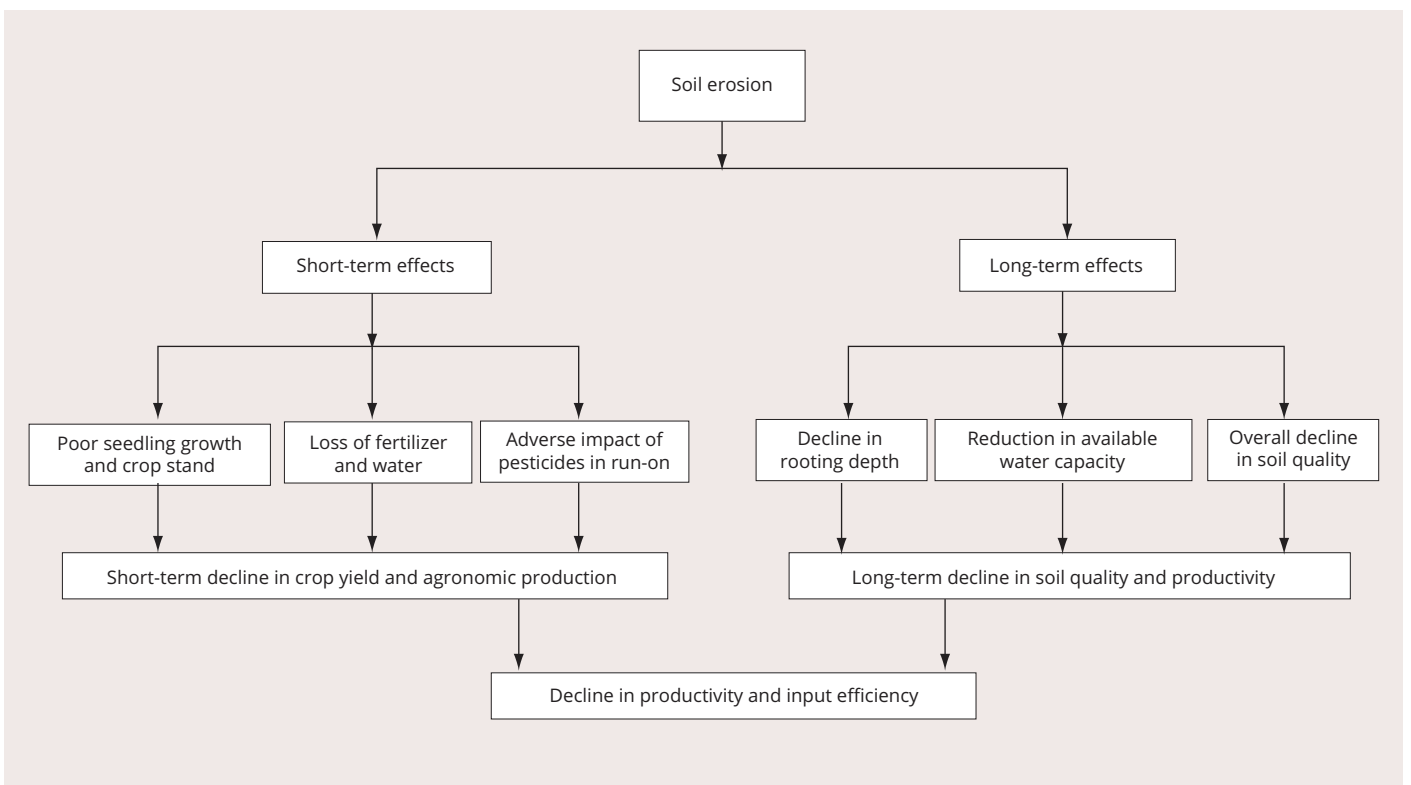 Soil erosion
Short-term effects
Long-term effects
Poor seedling growth
and crop stand
Loss of fertilizer
and water
Adverse impact of
pesticides in run-on
Decline in
rooting depth
Reduction in available
water capacity
Overall decline
in soil quality
Short-term decline in crop yield and agronomic production
Long-term decline in soil quality and productivity
Decline in productivity and input efficiency